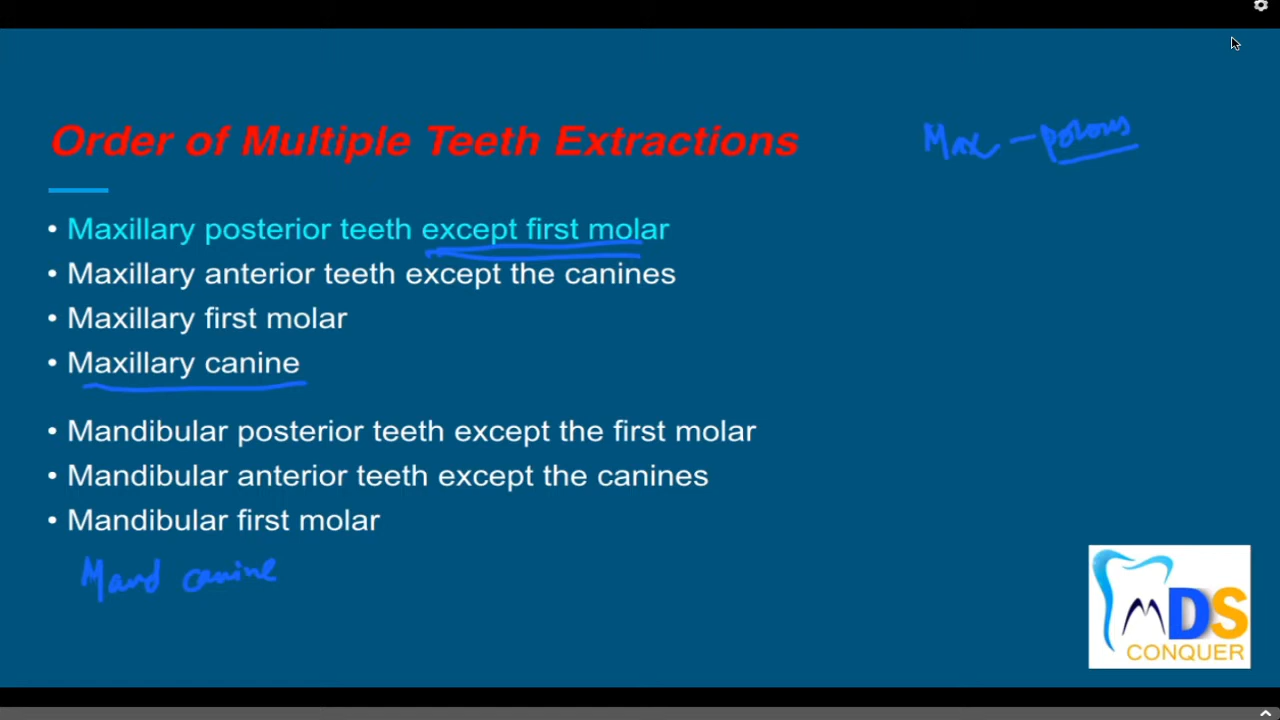 Order of Multiple Teeth Extractions
Max - porous
• Maxillary posterior teeth except first molar
• Maxillary anterior teeth except the canines
• Maxillary first molar
• Maxillary canine
• Mandibular posterior teeth except the first molar
• Mandibular anterior teeth except the canines
• Mandibular first molar
Mand canine
MDS
CONQUER